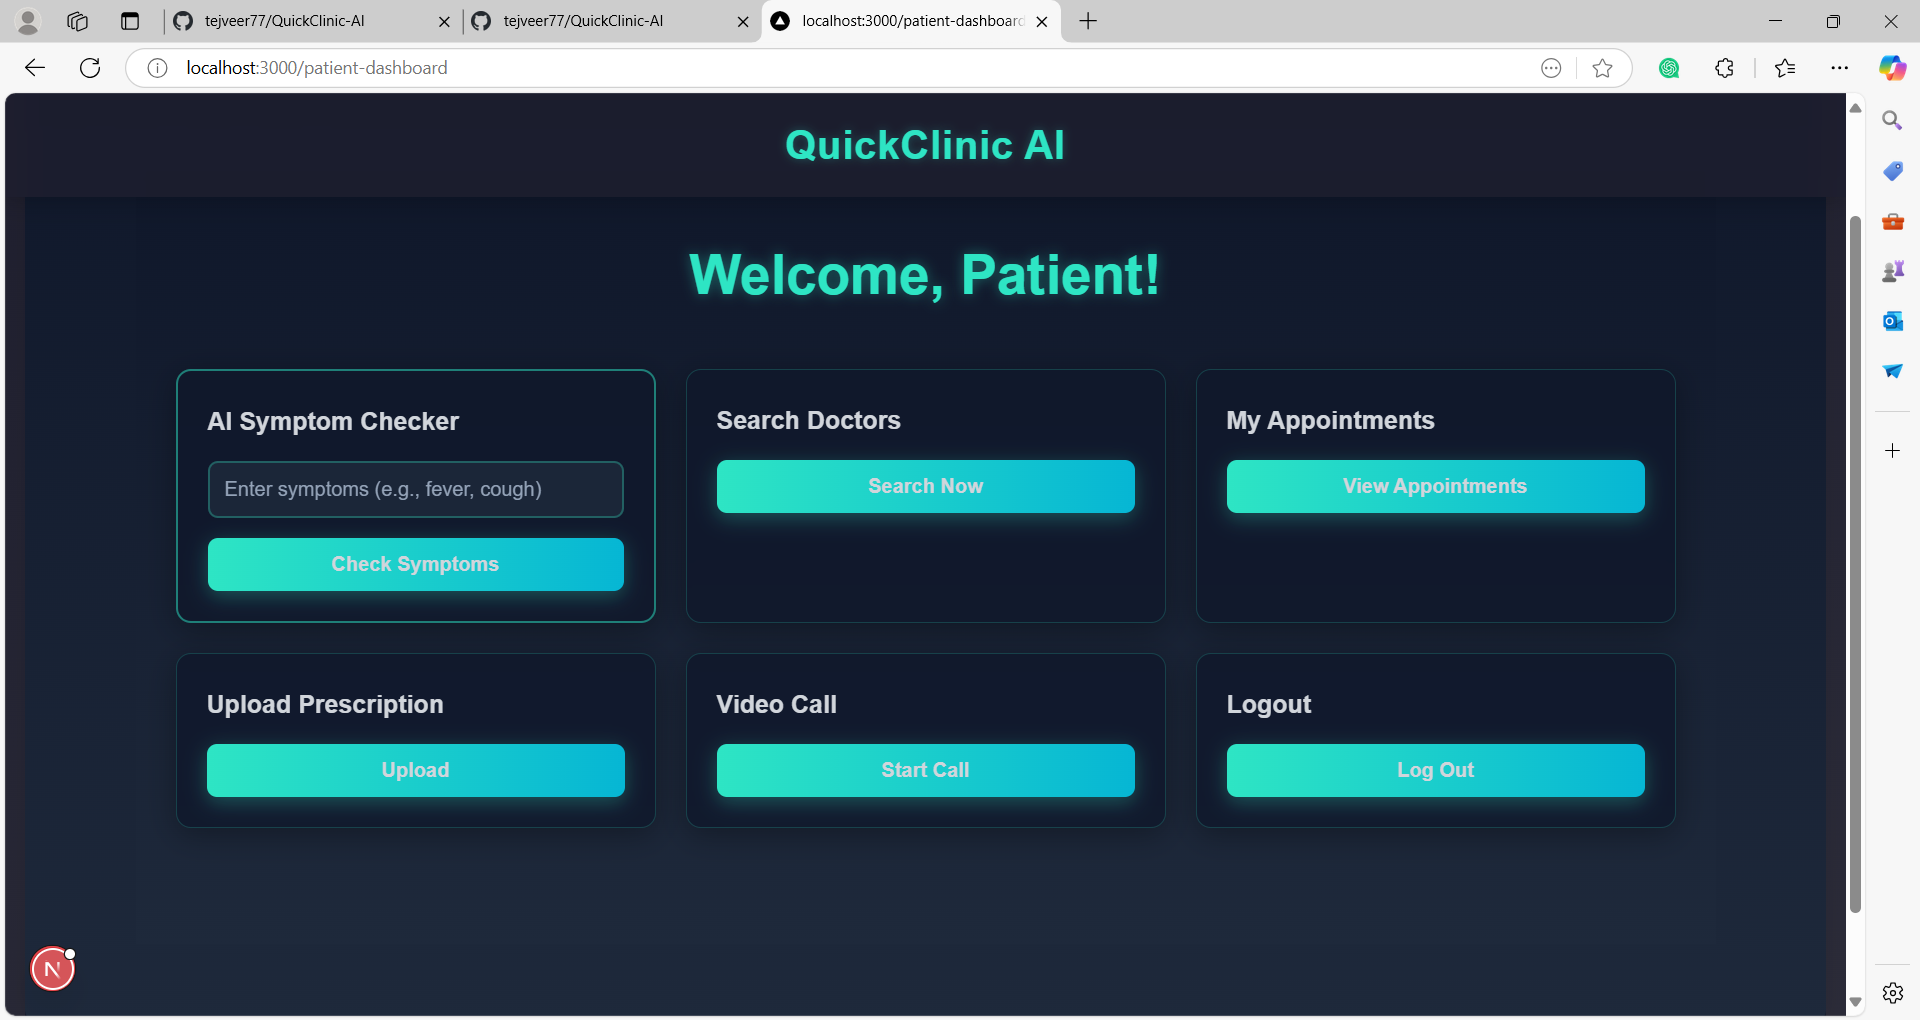 tejveer77/QuickClinic-AI
tejveer77/QuickClinic-AI
localhost:3000/patient-dashboard
localhost:3000/patient-dashboard
QuickClinic AI
Welcome, Patient!
AI Symptom Checker
Enter symptoms (e.g., fever, cough)
Check Symptoms
Search Doctors
Search Now
My Appointments
View Appointments
Upload Prescription
Upload
Video Call
Start Call
Logout
Log Out
N